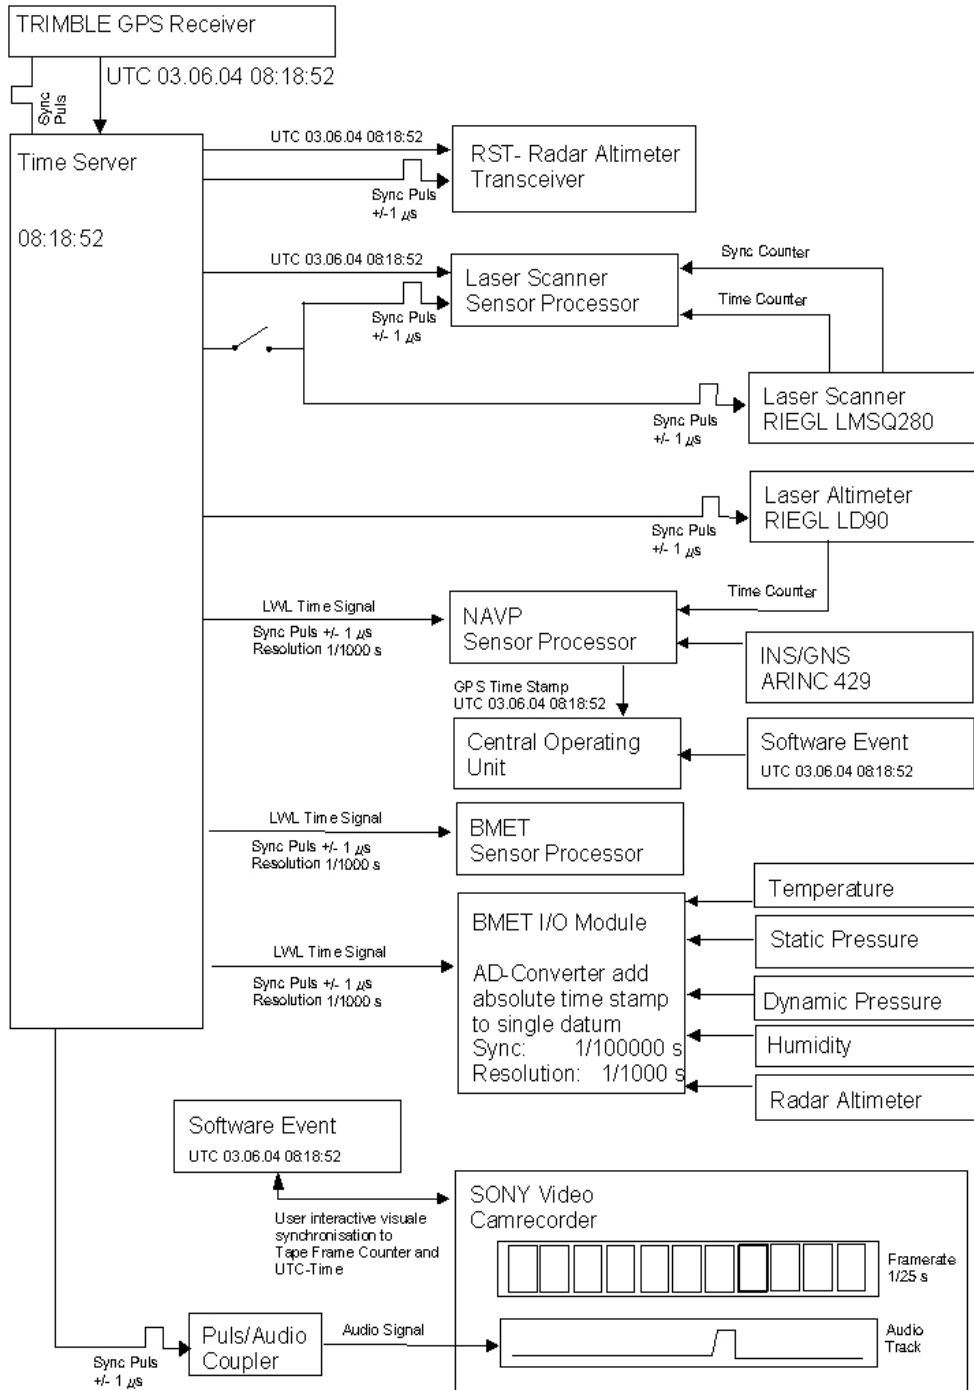 TRIMBLE GPS Receiver
UTC 03.06.04 08:18:52
Sync
Puls
Time Server
08:18:52
UTC 03.06.04 08:18:52
Sync Puls
+/-1 µs
RST- Radar Altimeter
Transceiver
UTC 03.06.04 08:18:52
Sync Puls
+/- 1 µs
Laser Scanner
Sensor Processor
Sync Counter
Time Counter
Sync Puls
+/- 1 µs
Laser Scanner
RIEGL LMSQ280
Sync Puls
+/- 1 µs
Laser Altimeter
RIEGL LD90
Time Counter
LWL Time Signal
Sync Puls +/- 1 µs
Resolution 1/1000 s
NAVP
Sensor Processor
INS/GNS
ARINC 429
GPS Time Stamp
UTC 03.06.04 08:18:52
Central Operating
Unit
Software Event
UTC 03.06.04 08:18:52
LWL Time Signal
Sync Puls +/- 1 µs
Resolution 1/1000 s
BMET
Sensor Processor
LWL Time Signal
Sync Puls +/- 1 µs
Resolution 1/1000 s
BMET I/O Module
AD-Converter add
absolute time stamp
to single datum
Sync: 1/100000 s
Resolution: 1/1000 s
Temperature
Static Pressure
Dynamic Pressure
Humidity
Radar Altimeter
Software Event
UTC 03.06.04 08:18:52
User interactive visuale
synchronisation to
Tape Frame Counter and
UTC-Time
SONY Video
Camrecorder
Framerate
1/25 s
Sync Puls
+/- 1 µs
Puls/Audio
Coupler
Audio Signal
Audio
Track